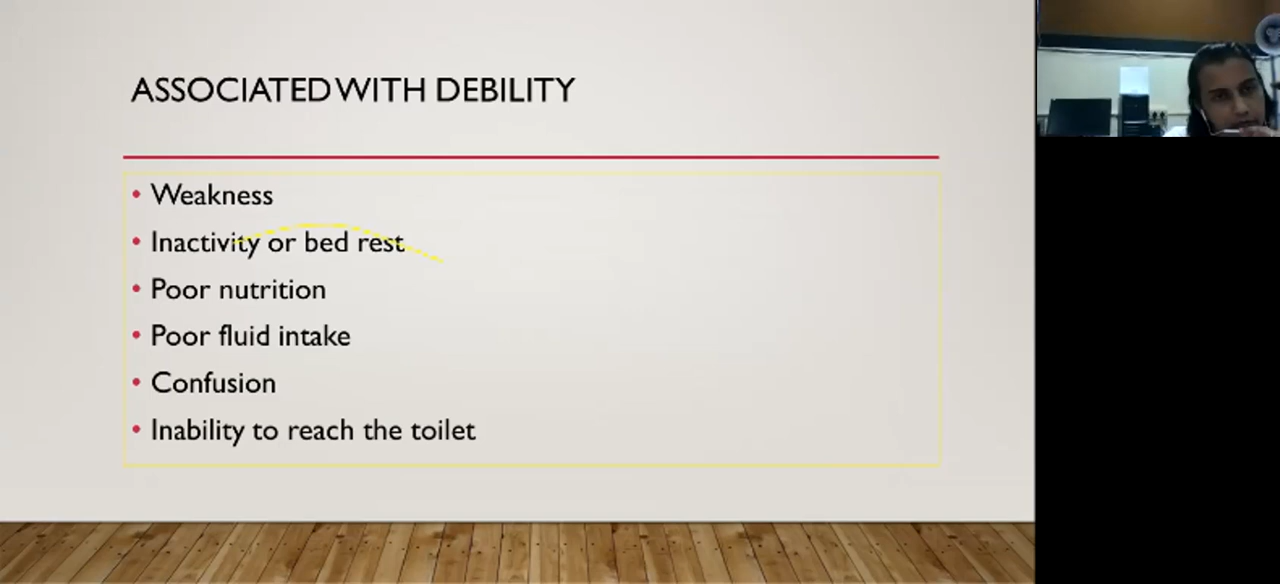 ASSOCIATED WITH DEBILITY
• Weakness
• Inactivity or bed rest
• Poor nutrition
• Poor fluid intake
• Confusion
• Inability to reach the toilet